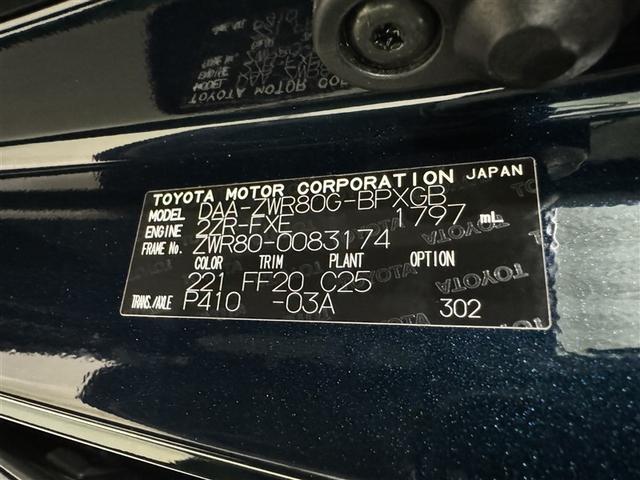 TOYOTA MOTOR CORPORATION JAPAN
MODEL DAA-ZWR80G-BPXGB
ENGINE 2ZR-FXE 1797 mL
FRAME No. ZWR80-0083174
COLOR TRIM PLANT OPTION
221 FF20 C25
TRANS./AXLE P410 -03A 302